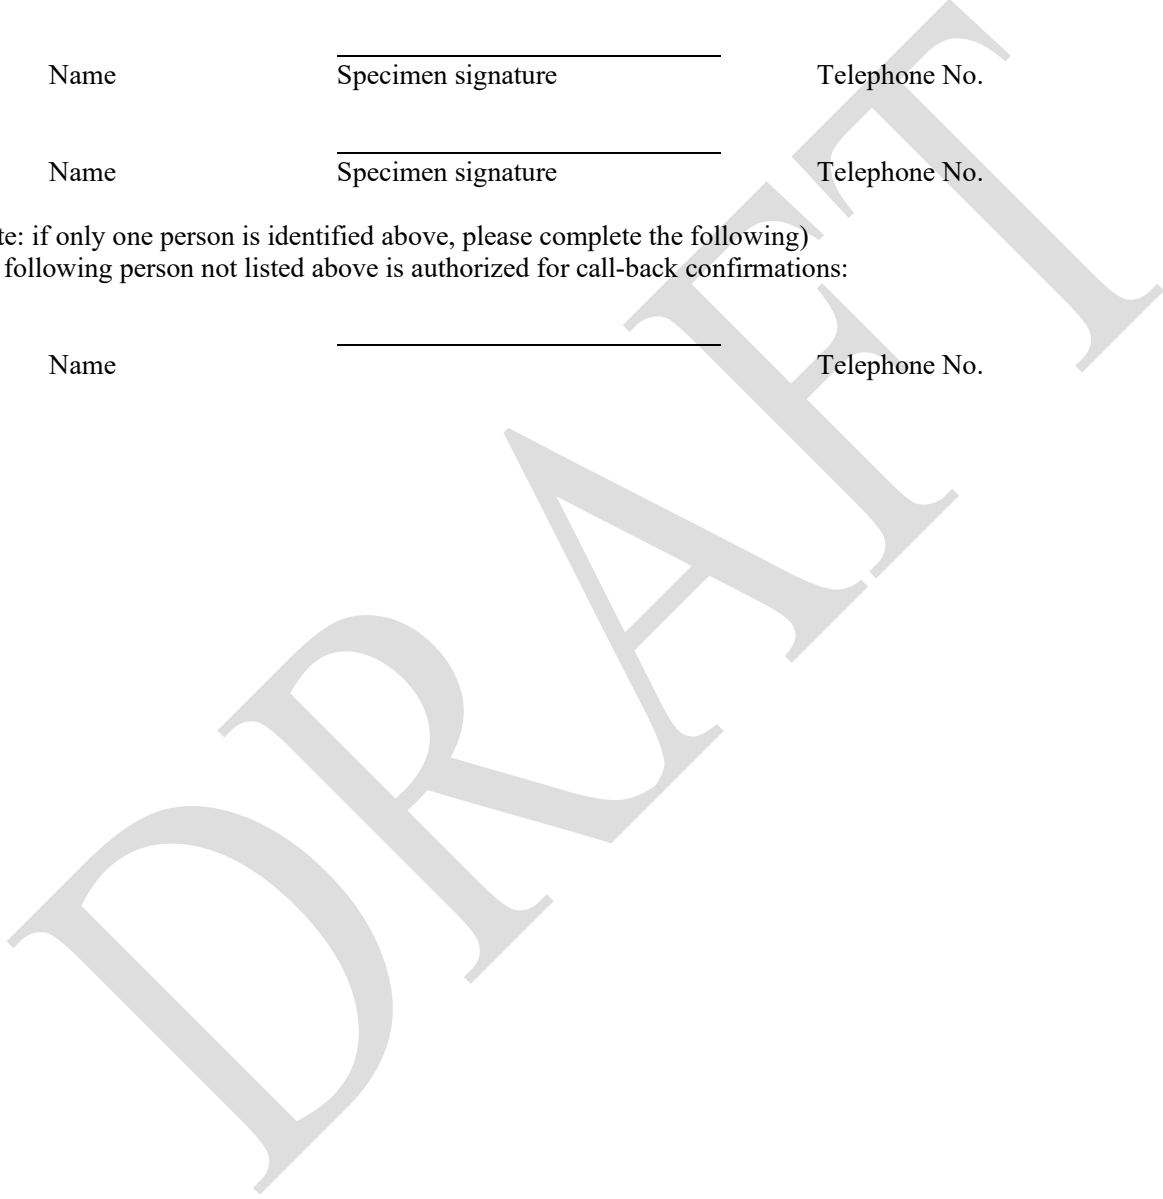 Name Specimen signature Telephone No.
Name Specimen signature Telephone No.
te: if only one person is identified above, please complete the following)
following person not listed above is authorized for call-back confirmations:
Name Telephone No.
DRAFT